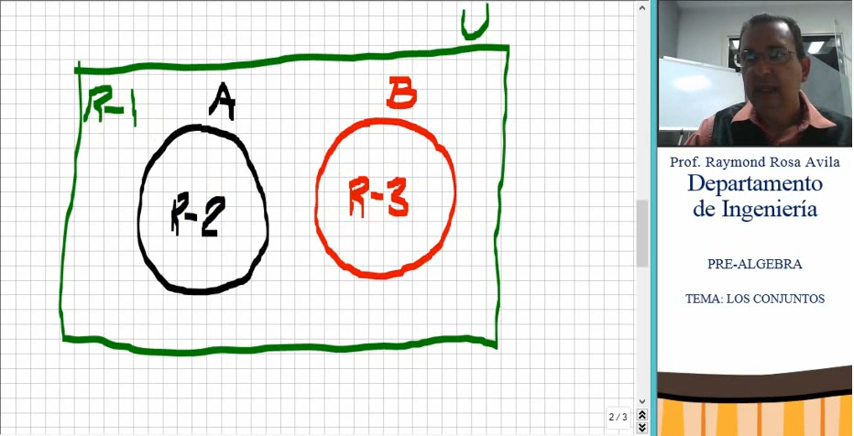 U
R-1
A
B
R-2
R-3
Prof. Raymond Rosa Avila
Departamento
de Ingeniería
PRE-ALGEBRA
TEMA: LOS CONJUNTOS
2 / 3